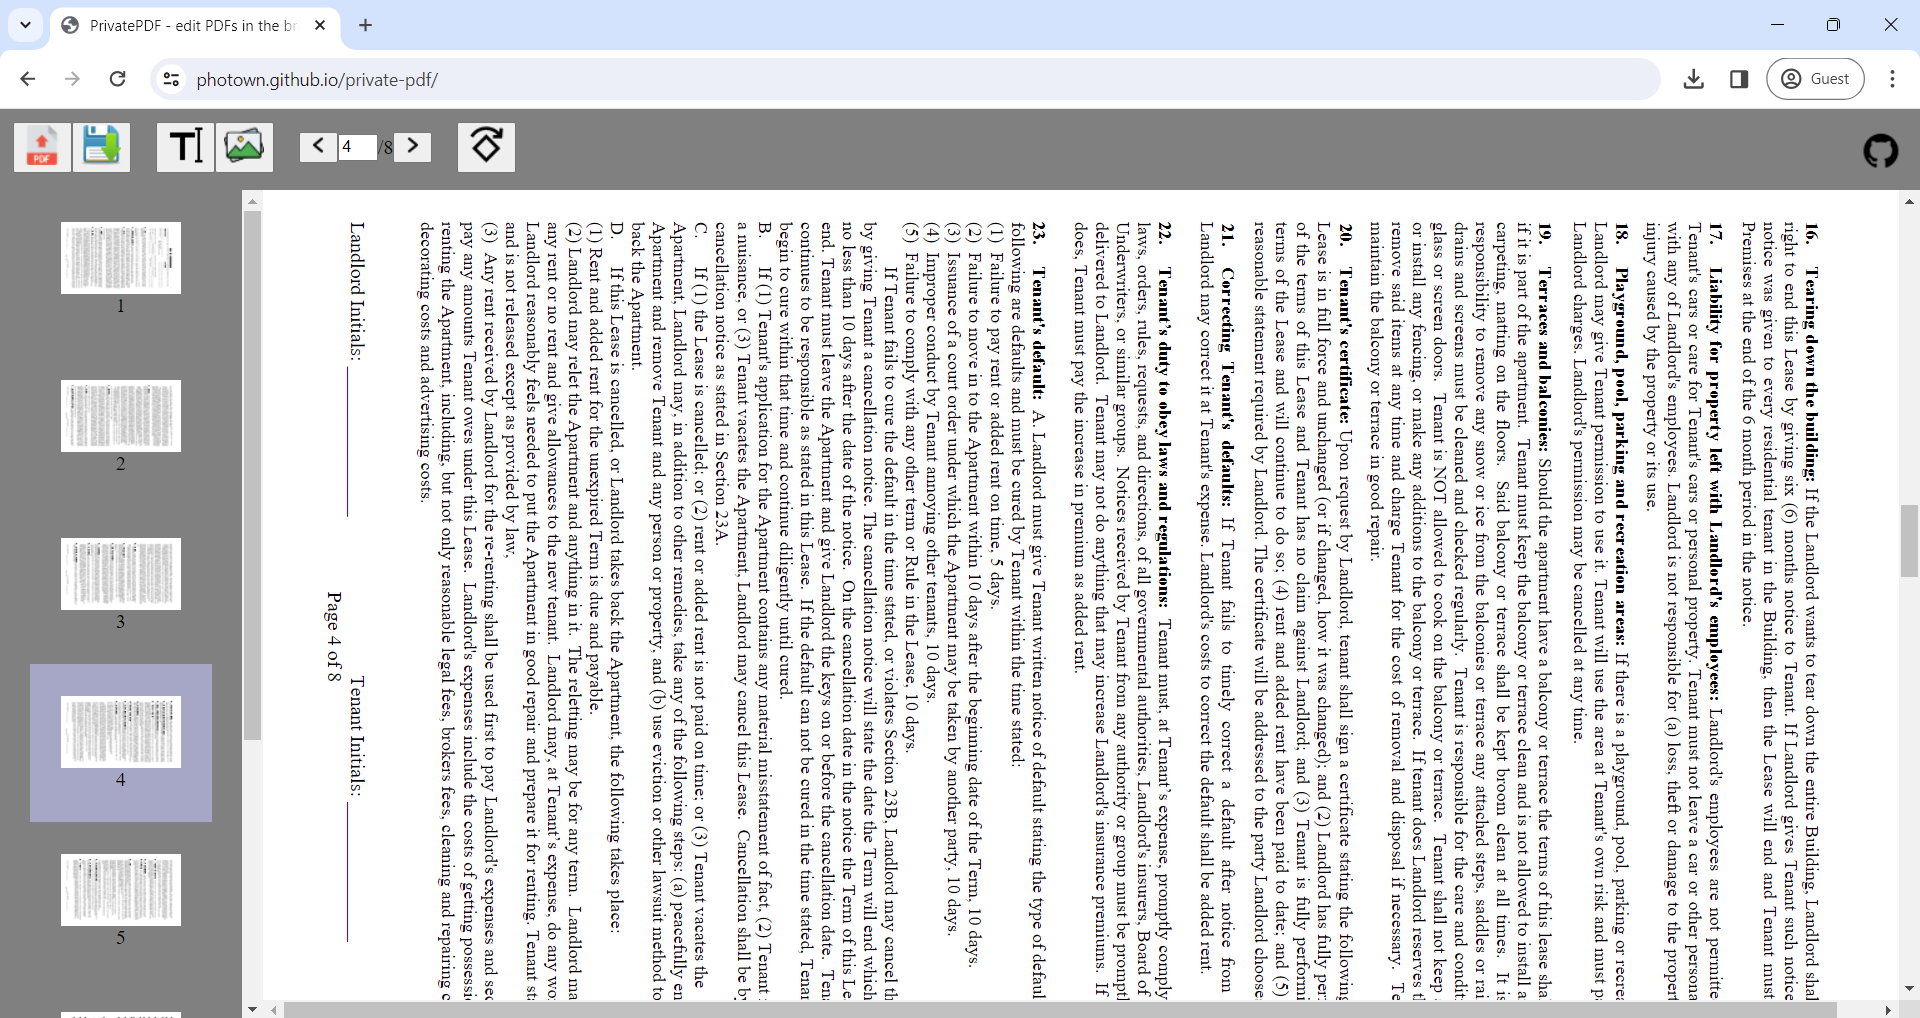 PrivatePDF - edit PDFs in the br
photown.github.io/private-pdf/
Guest
PDF
T
4
/8
1
2
3
4
5
16. Tearing down the building: If the Landlord wants to tear down the entire Building, Landlord shal
right to end this Lease by giving six (6) months notice to Tenant. If Landlord gives Tenant such notice
notice was given to every residential tenant in the Building, then the Lease will end and Tenant must
Premises at the end of the 6 month period in the notice.
17. Liability for property left with Landlord's employees: Landlord's employees are not permitte
Tenant's cars or care for Tenant's cars or personal property. Tenant must not leave a car or other persona
with any of Landlord's employees. Landlord is not responsible for (a) loss, theft or damage to the proper
injury caused by the property or its use.
18. Playground, pool, parking and recreation areas: If there is a playground, pool, parking or recrea
Landlord may give Tenant permission to use it. Tenant will use the area at Tenant's own risk and must p
Landlord charges. Landlord's permission may be cancelled at any time.
19. Terraces and balconies: Should the apartment have a balcony or terrace the terms of this lease sha
if it is part of the apartment. Tenant must keep the balcony or terrace clean and is not allowed to install a
carpeting, matting on the floors. Said balcony or terrace shall be kept broom clean at all times. It is
responsibility to remove any snow or ice from the balconies or terrace any attached steps, saddles or rai
drains and screens must be cleaned and checked regularly. Tenant is responsible for the care and condit
glass or screen doors. Tenant is NOT allowed to cook on the balcony or terrace. Tenant shall not keep
or install any fencing, or make any additions to the balcony or terrace. If tenant does Landlord reserves t
remove said items at any time and charge Tenant for the cost of removal and disposal if necessary. Te
maintain the balcony or terrace in good repair.
20. Tenant's certificate: Upon request by Landlord, tenant shall sign a certificate stating the following
Lease is in full force and unchanged (or if changed, how it was changed); and (2) Landlord has fully per
of the terms of this Lease and Tenant has no claim against Landlord; and (3) Tenant is fully performi
terms of the Lease and will continue to do so; (4) rent and added rent have been paid to date; and (5)
reasonable statement required by Landlord. The certificate will be addressed to the party Landlord choose
21. Correcting Tenant's defaults: If Tenant fails to timely correct a default after notice from
Landlord may correct it at Tenant's expense. Landlord's costs to correct the default shall be added rent.
22. Tenant's duty to obey laws and regulations: Tenant must, at Tenant's expense, promptly comply
laws, orders, rules, requests, and directions, of all governmental authorities, Landlord's insurers, Board of
Underwriters, or similar groups. Notices received by Tenant from any authority or group must be promptl
delivered to Landlord. Tenant may not do anything that may increase Landlord's insurance premiums. If
does, Tenant must pay the increase in premium as added rent.
23. Tenant's default: A. Landlord must give Tenant written notice of default stating the type of defaul
following are defaults and must be cured by Tenant within the time stated:
(1) Failure to pay rent or added rent on time, 5 days.
(2) Failure to move in to the Apartment within 10 days after the beginning date of the Term, 10 days.
(3) Issuance of a court order under which the Apartment may be taken by another party, 10 days.
(4) Improper conduct by Tenant annoying other tenants, 10 days.
(5) Failure to comply with any other term or Rule in the Lease, 10 days.
If Tenant fails to cure the default in the time stated, or violates Section 23B, Landlord may cancel th
by giving Tenant a cancellation notice. The cancellation notice will state the date the Term will end which
no less than 10 days after the date of the notice. On the cancellation date in the notice the Term of this Le
end. Tenant must leave the Apartment and give Landlord the keys on or before the cancellation date. Ten
continues to be responsible as stated in this Lease. If the default can not be cured in the time stated, Tenan
begin to cure within that time and continue diligently until cured.
B. If (1) Tenant's application for the Apartment contains any material misstatement of fact, (2) Tenant
a nuisance, or (3) Tenant vacates the Apartment, Landlord may cancel this Lease. Cancellation shall be by
cancellation notice as stated in Section 23A.
C. If (1) the Lease is cancelled; or (2) rent or added rent is not paid on time; or (3) Tenant vacates the
Apartment, Landlord may, in addition to other remedies, take any of the following steps: (a) peacefully en
Apartment and remove Tenant and any person or property, and (b) use eviction or other lawsuit method to
back the Apartment.
D. If this Lease is cancelled, or Landlord takes back the Apartment, the following takes place:
(1) Rent and added rent for the unexpired Term is due and payable.
(2) Landlord may relet the Apartment and anything in it. The reletting may be for any term. Landlord ma
any rent or no rent and give allowances to the new tenant. Landlord may, at Tenant's expense, do any wo
Landlord reasonably feels needed to put the Apartment in good repair and prepare it for renting. Tenant st
and is not released except as provided by law.
(3) Any rent received by Landlord for the re-renting shall be used first to pay Landlord's expenses and sec
pay any amounts Tenant owes under this Lease. Landlord's expenses include the costs of getting possessi
renting the Apartment, including, but not only reasonable legal fees, brokers fees, cleaning and repairing c
decorating costs and advertising costs.
Landlord Initials: Tenant Initials:
Page 4 of 8